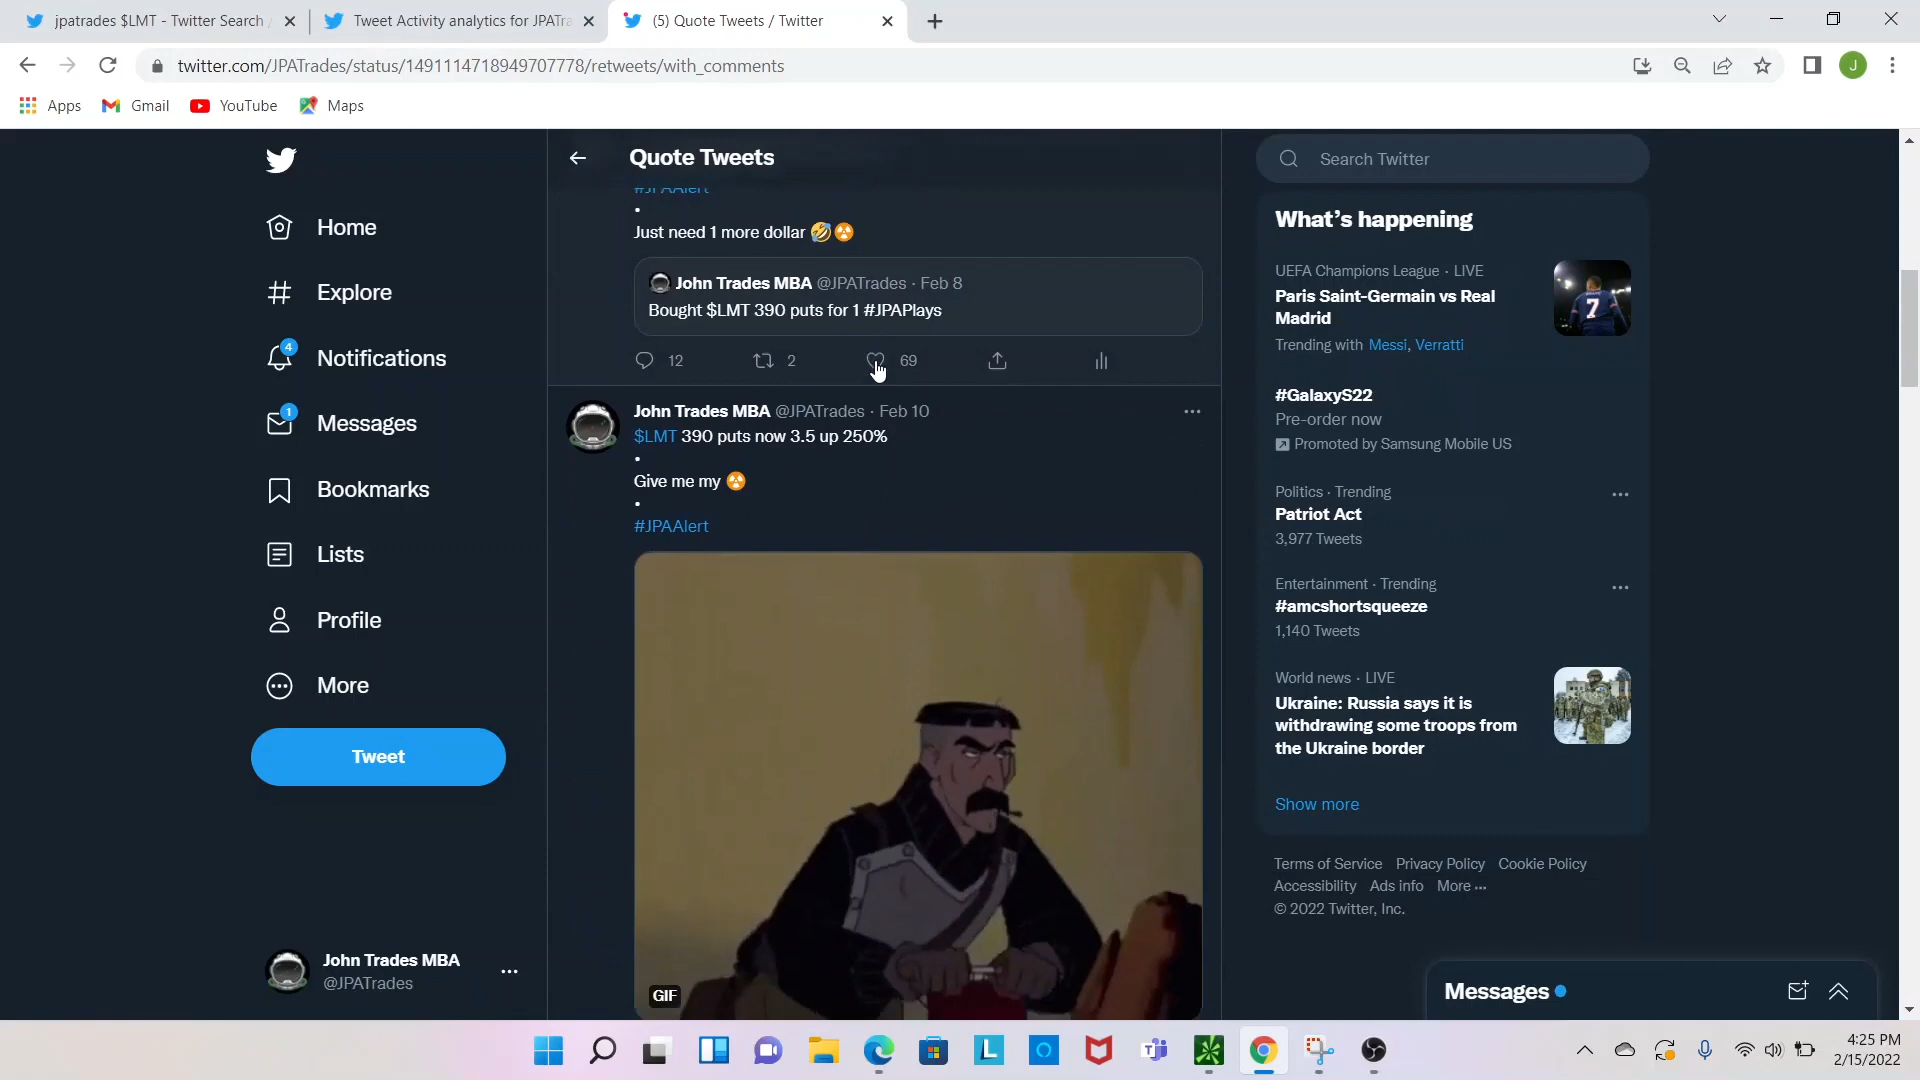 jpatrades $LMT - Twitter Search
Tweet Activity analytics for JPATra
(5) Quote Tweets / Twitter
twitter.com/JPATrades/status/1491114718949707778/retweets/with_comments
J
Apps
Gmail
YouTube
Maps
Home
Explore
4
Notifications
1
Messages
Bookmarks
Lists
Profile
More
Tweet
John Trades MBA
@JPATrades
Quote Tweets
#JPAAlert
•
Just need 1 more dollar 🤣☢️
John Trades MBA @JPATrades · Feb 8
Bought $LMT 390 puts for 1 #JPAPlays
12 2 69
John Trades MBA @JPATrades · Feb 10
$LMT 390 puts now 3.5 up 250%
•
Give me my ☢️
•
#JPAAlert
GIF
Search Twitter
What's happening
UEFA Champions League · LIVE
Paris Saint-Germain vs Real
Madrid
Trending with Messi, Verratti
7
#GalaxyS22
Pre-order now
Promoted by Samsung Mobile US
Politics · Trending
Patriot Act
3,977 Tweets
Entertainment · Trending
#amcshortsqueeze
1,140 Tweets
World news · LIVE
Ukraine: Russia says it is
withdrawing some troops from
the Ukraine border
Show more
Terms of Service Privacy Policy Cookie Policy
Accessibility Ads info More ···
© 2022 Twitter, Inc.
Messages
4:25 PM
2/15/2022